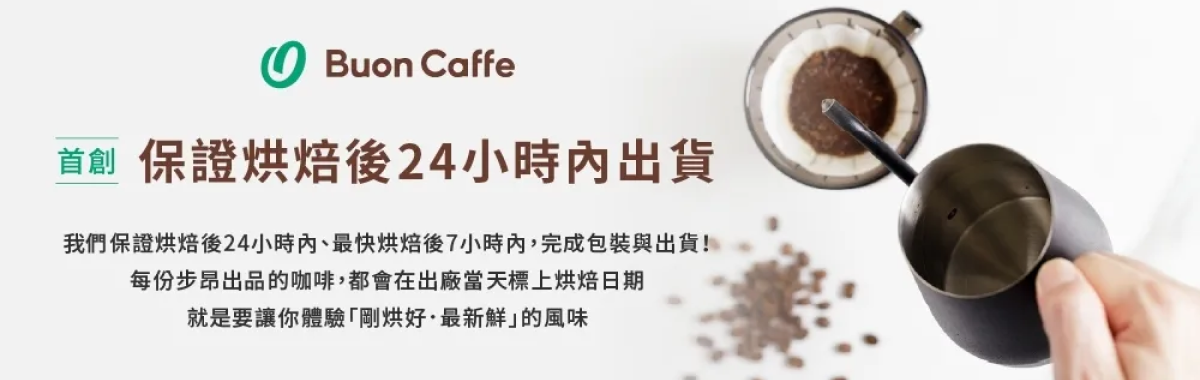 Buon Caffe
首創 保證烘焙後24小時內出貨
我們保證烘焙後24小時內、最快烘焙後7小時內，完成包裝與出貨！
每份步昂出品的咖啡，都會在出廠當天標上烘焙日期
就是要讓你體驗「剛烘好·最新鮮」的風味